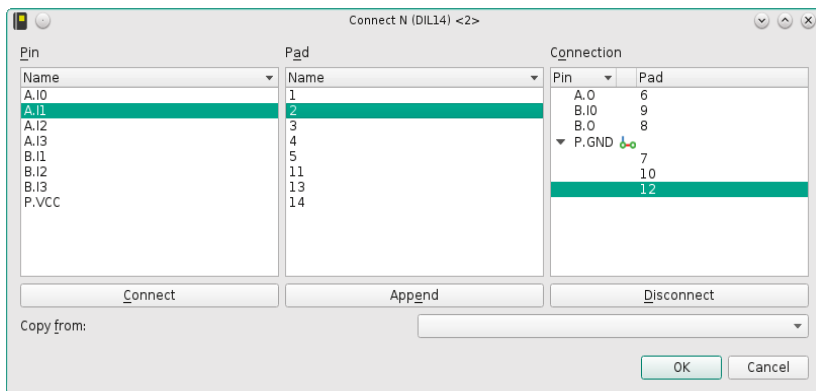 Connect N (DIL14) <2>
Pin Pad Connection
Name Name Pin Pad
A.I0 1 A.O 6
A.I1 2 B.I0 9
A.I2 3 B.O 8
A.I3 4 P.GND
B.I1 5 7
B.I2 11 10
B.I3 13 12
P.VCC 14
Connect Append Disconnect
Copy from:
OK Cancel